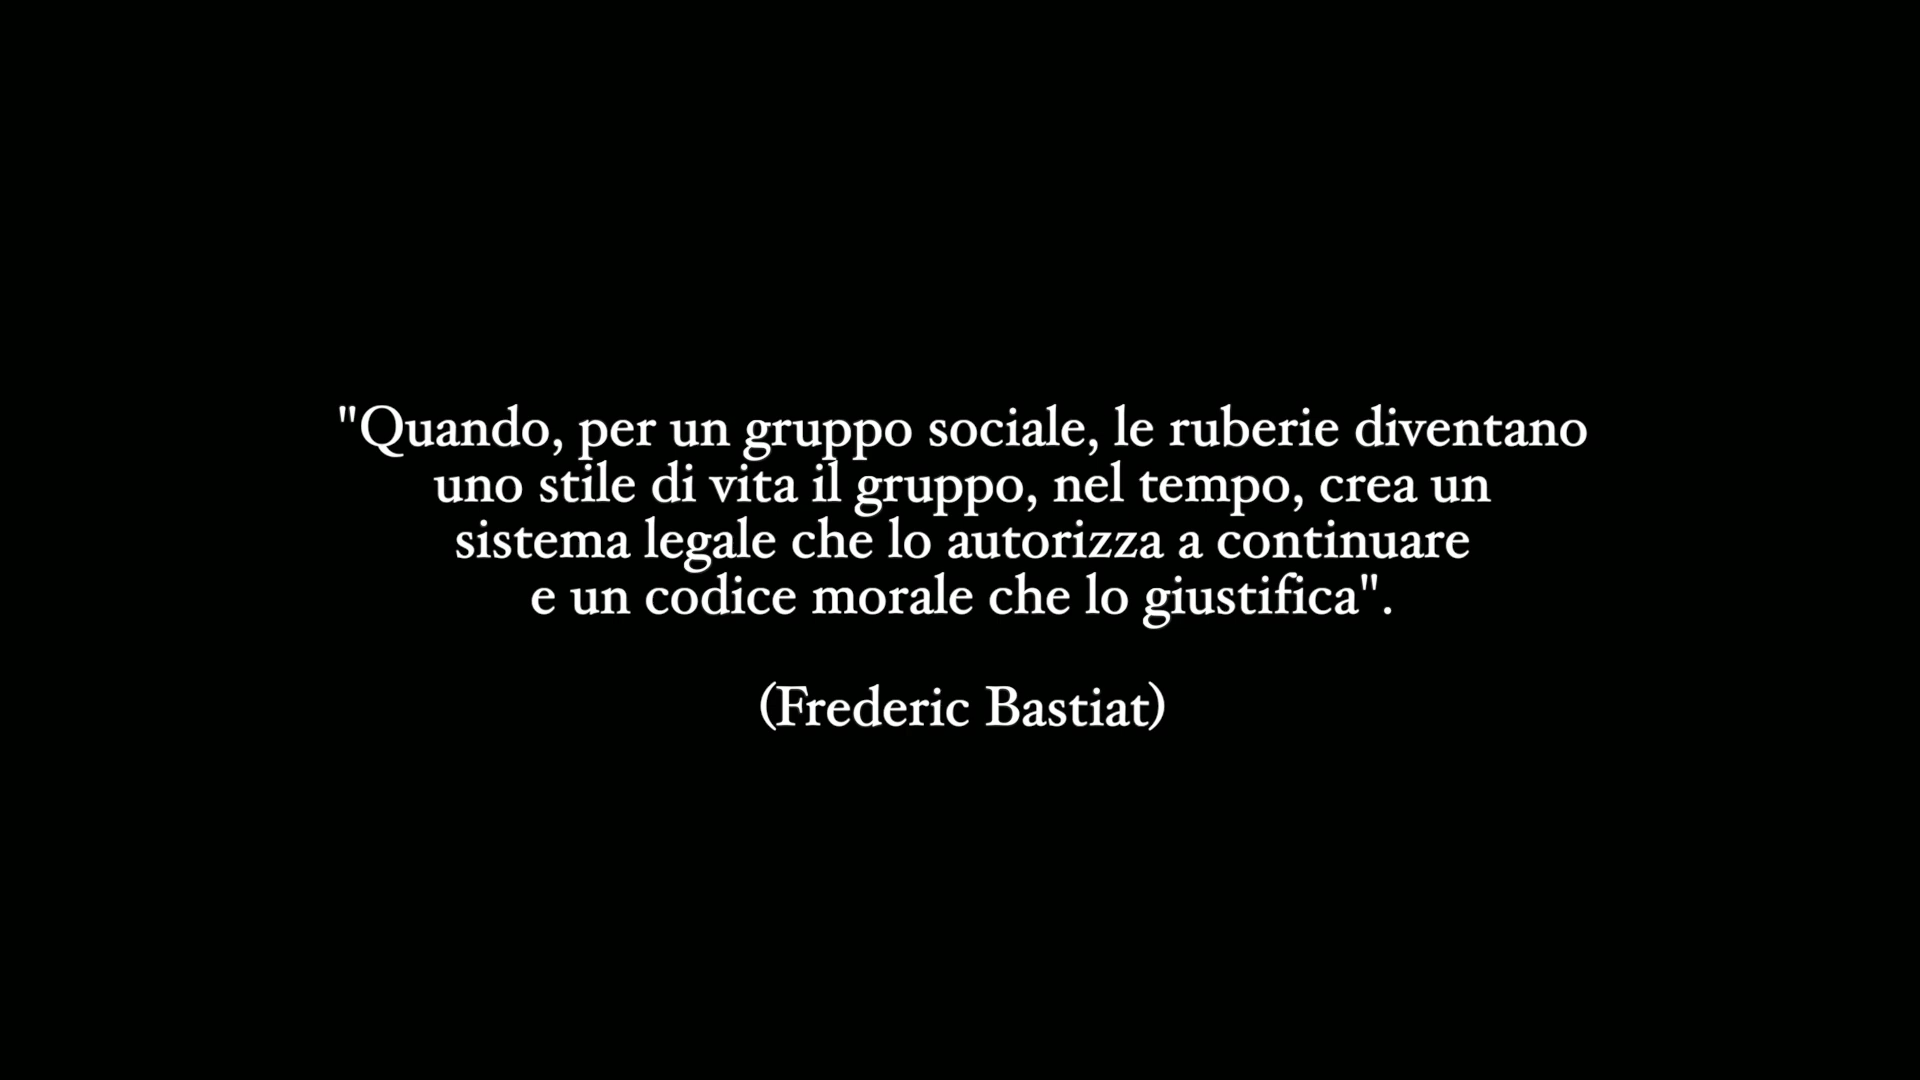 "Quando, per un gruppo sociale, le ruberie diventano
uno stile di vita il gruppo, nel tempo, crea un
sistema legale che lo autorizza a continuare
e un codice morale che lo giustifica".
(Frederic Bastiat)